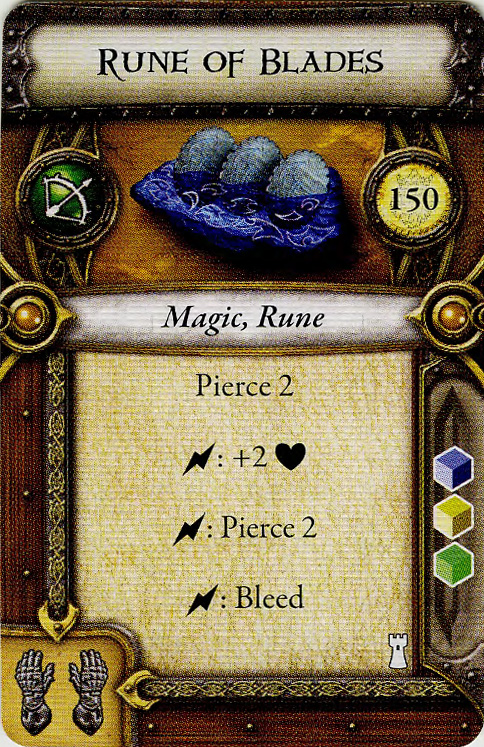 Rune of Blades
150
Magic, Rune
Pierce 2
: +2
: Pierce 2
: Bleed